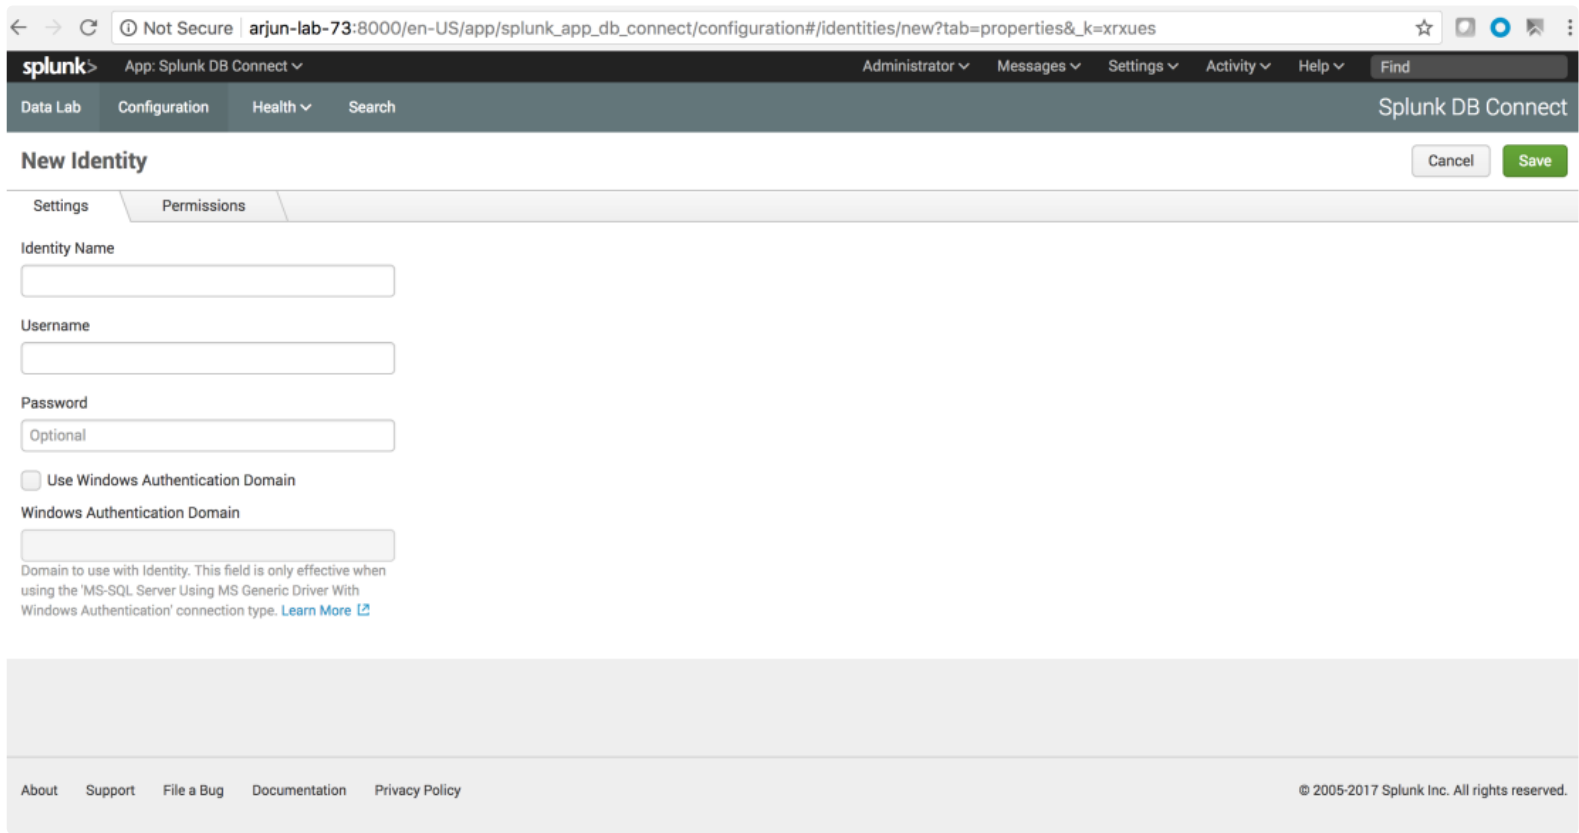 Not Secure arjun-lab-73:8000/en-US/app/splunk_app_db_connect/configuration#/identities/new?tab=properties&_k=xrxues
splunk> App: Splunk DB Connect Administrator Messages Settings Activity Help Find
Data Lab Configuration Health Search Splunk DB Connect
New Identity Cancel Save
Settings Permissions
Identity Name
Username
Password
Optional
Use Windows Authentication Domain
Windows Authentication Domain
Domain to use with Identity. This field is only effective when
using the 'MS-SQL Server Using MS Generic Driver With
Windows Authentication' connection type. Learn More
About Support File a Bug Documentation Privacy Policy © 2005-2017 Splunk Inc. All rights reserved.